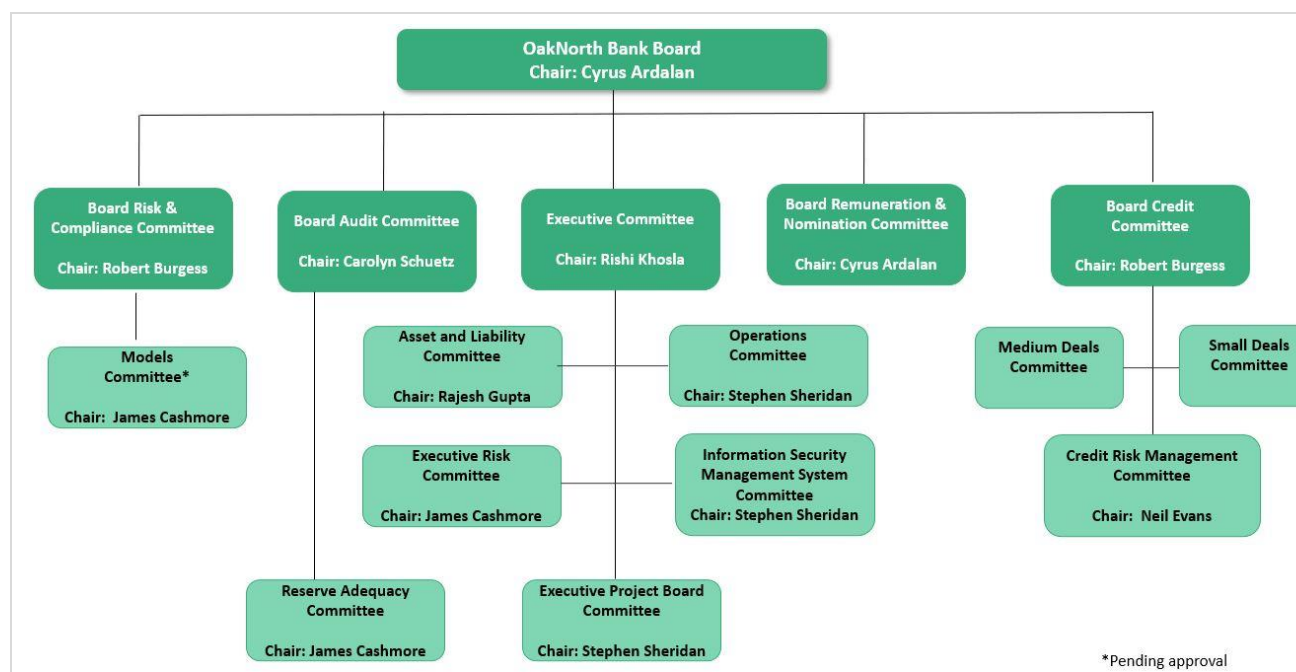 OakNorth Bank Board
Chair: Cyrus Ardalan
Board Risk &
Compliance Committee
Chair: Robert Burgess
Board Audit Committee
Chair: Carolyn Schuetz
Executive Committee
Chair: Rishi Khosla
Board Remuneration &
Nomination Committee
Chair: Cyrus Ardalan
Board Credit
Committee
Chair: Robert Burgess
Models
Committee*
Chair: James Cashmore
Asset and Liability
Committee
Chair: Rajesh Gupta
Operations
Committee
Chair: Stephen Sheridan
Medium Deals
Committee
Small Deals
Committee
Executive Risk
Committee
Chair: James Cashmore
Information Security
Management System
Committee
Chair: Stephen Sheridan
Credit Risk Management
Committee
Chair: Neil Evans
Reserve Adequacy
Committee
Chair: James Cashmore
Executive Project Board
Committee
Chair: Stephen Sheridan
*Pending approval